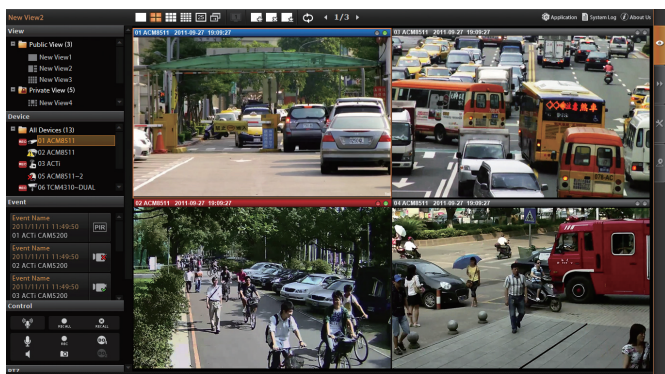 New View2
1/3
Application
System Log
About Us
View
Public View (3)
New View1
New View2
New View3
Private View (5)
New View4
Device
All Devices (13)
01 ACM8511
02 ACM8511
03 ACTi
05 ACM8511~2
06 TCM4310~DUAL
Event
Event Name
2011/11/11 11:49:50
01 ACTi CAM5200
PIR
Event Name
2011/11/11 11:49:50
02 ACTi CAM5200
Event Name
2011/11/11 11:49:50
03 ACTi CAM5200
Control
RECALL
RECALL
REC
PTZ
01 ACM8511 2011-09-27 19:09:27
03 ACM8511 2011-09-27 19:09:27
02 ACM8511 2011-09-27 19:09:27
04 ACM8511 2011-09-27 19:09:27